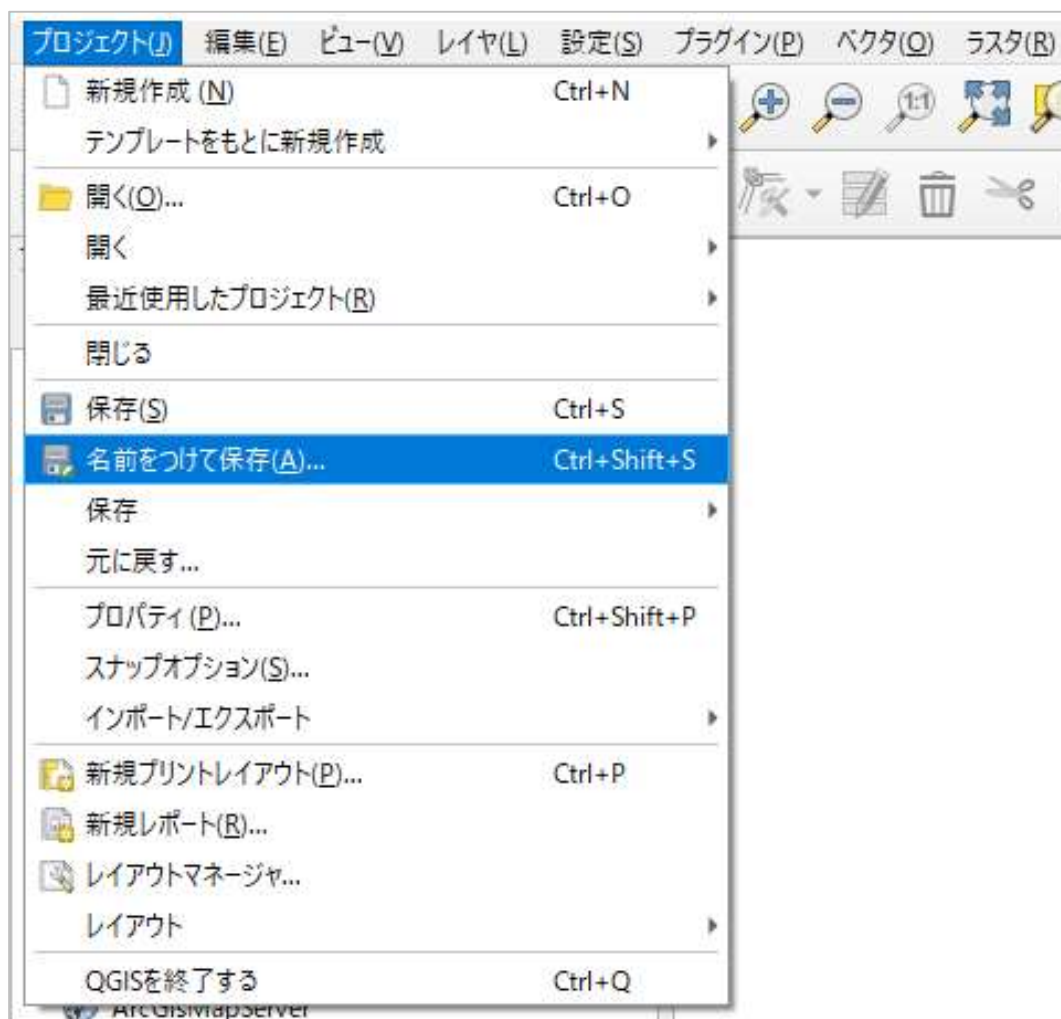 プロジェクト(J) 編集(E) ビュー(V) レイヤ(L) 設定(S) プラグイン(P) ベクタ(O) ラスタ(R)
新規作成 (N) Ctrl+N
テンプレートをもとに新規作成
開く(O)... Ctrl+O
開く
最近使用したプロジェクト(R)
閉じる
保存(S) Ctrl+S
名前をつけて保存(A)... Ctrl+Shift+S
保存
元に戻す...
プロパティ (P)... Ctrl+Shift+P
スナップオプション(S)...
インポート/エクスポート
新規プリントレイアウト(P)... Ctrl+P
新規レポート(R)...
レイアウトマネージャ...
レイアウト
QGISを終了する Ctrl+Q
ArcGisMapServer
1:1